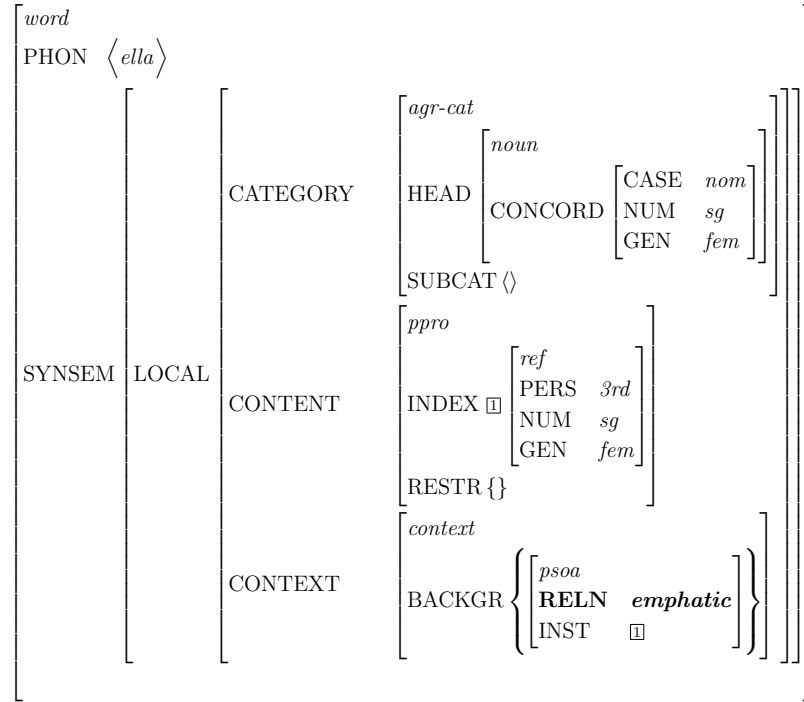 word
PHON ⟨ella⟩
agr-cat
noun
CATEGORY HEAD CONCORD CASE nom
NUM sg
GEN fem
SUBCAT ⟨⟩
ppro
ref
SYNSEM LOCAL CONTENT INDEX 1 PERS 3rd
NUM sg
GEN fem
RESTR {}
context
psoa
CONTEXT BACKGR { RELN emphatic }
INST 1